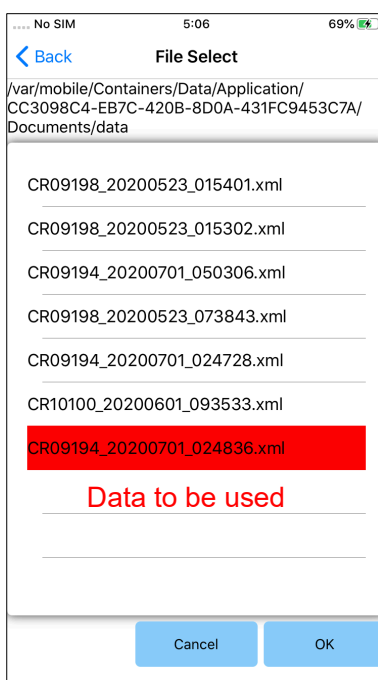 No SIM 5:06 69%
Back File Select
/var/mobile/Containers/Data/Application/
CC3098C4-EB7C-420B-8D0A-431FC9453C7A/
Documents/data
CR09198_20200523_015401.xml
CR09198_20200523_015302.xml
CR09194_20200701_050306.xml
CR09198_20200523_073843.xml
CR09194_20200701_024728.xml
CR10100_20200601_093533.xml
CR09194_20200701_024836.xml
Data to be used
Cancel OK